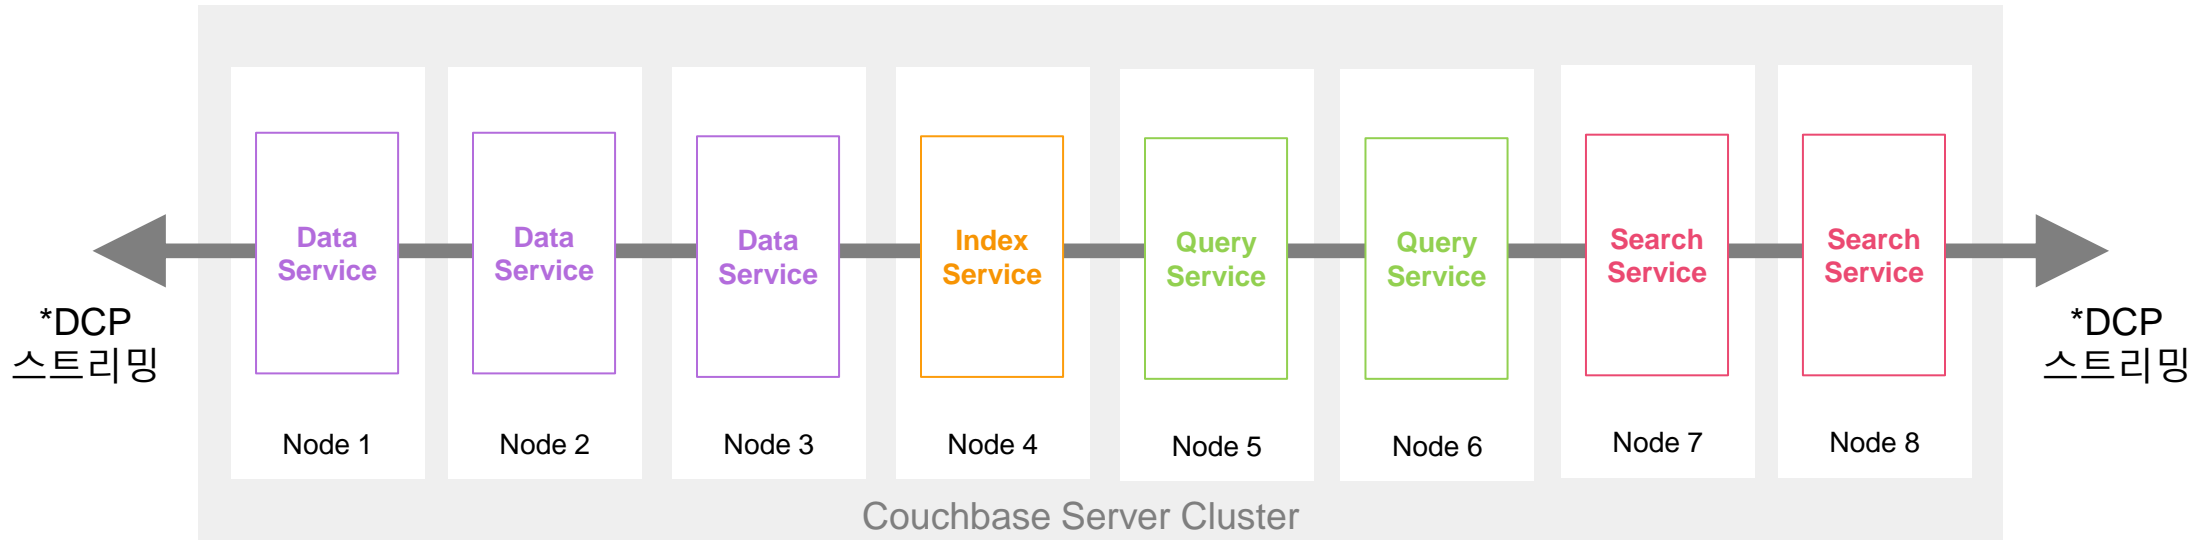 Data
Service
Data
Service
Data
Service
Index
Service
Query
Service
Query
Service
Search
Service
Search
Service
*DCP
스트리밍
*DCP
스트리밍
Node 1
Node 2
Node 3
Node 4
Node 5
Node 6
Node 7
Node 8
Couchbase Server Cluster